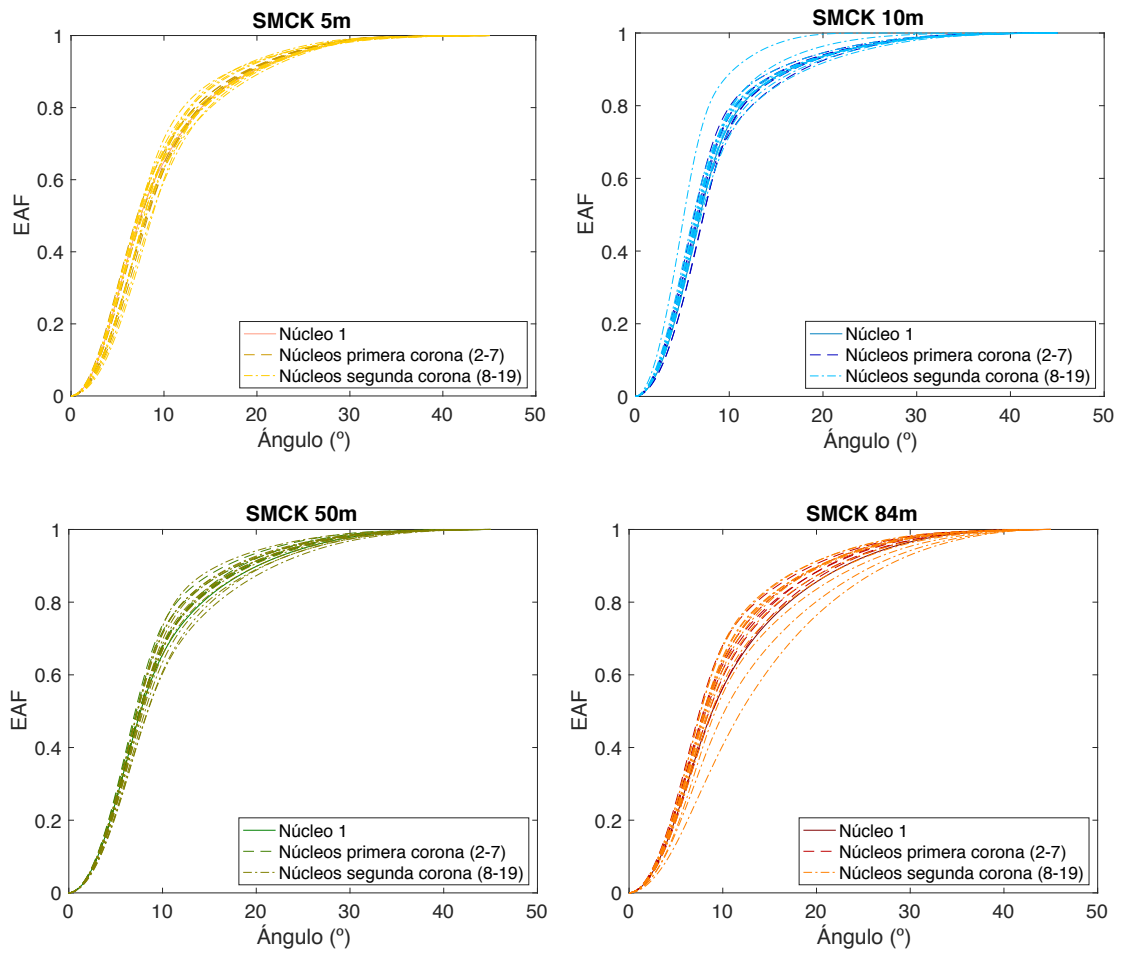 SMCK 5m
1
0.8
0.6
0.4
0.2
0
EAF
0 10 20 30 40 50
Ángulo (º)
Núcleo 1
Núcleos primera corona (2-7)
Núcleos segunda corona (8-19)
SMCK 10m
1
0.8
0.6
0.4
0.2
0
EAF
0 10 20 30 40 50
Ángulo (º)
Núcleo 1
Núcleos primera corona (2-7)
Núcleos segunda corona (8-19)
SMCK 50m
1
0.8
0.6
0.4
0.2
0
EAF
0 10 20 30 40 50
Ángulo (º)
Núcleo 1
Núcleos primera corona (2-7)
Núcleos segunda corona (8-19)
SMCK 84m
1
0.8
0.6
0.4
0.2
0
EAF
0 10 20 30 40 50
Ángulo (º)
Núcleo 1
Núcleos primera corona (2-7)
Núcleos segunda corona (8-19)